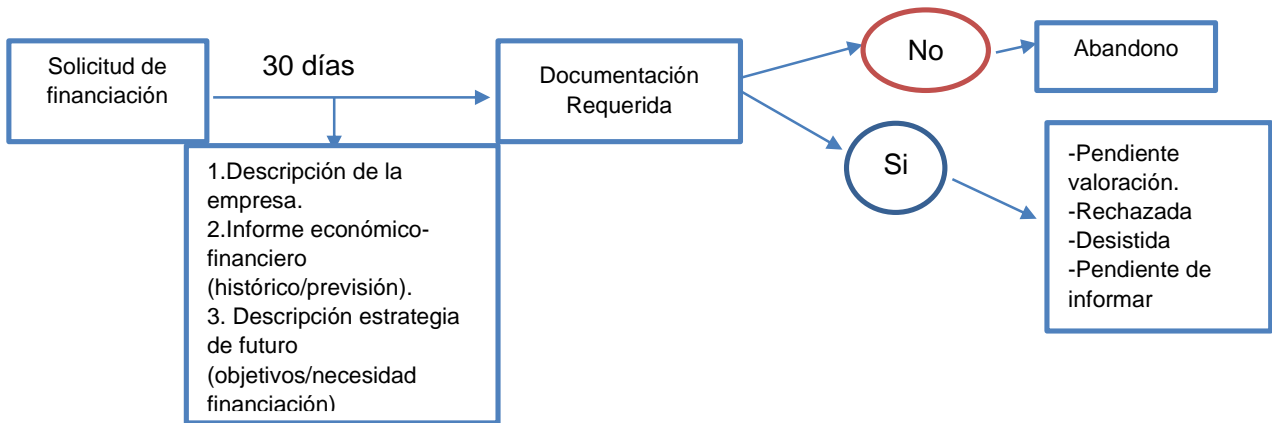 Solicitud de
financiación
30 días
Documentación
Requerida
No
Abandono
Si
1.Descripción de la
empresa.
2.Informe económico-
financiero
(histórico/previsión).
3. Descripción estrategia
de futuro
(objetivos/necesidad
financiación)
-Pendiente
valoración.
-Rechazada
-Desistida
-Pendiente de
informar